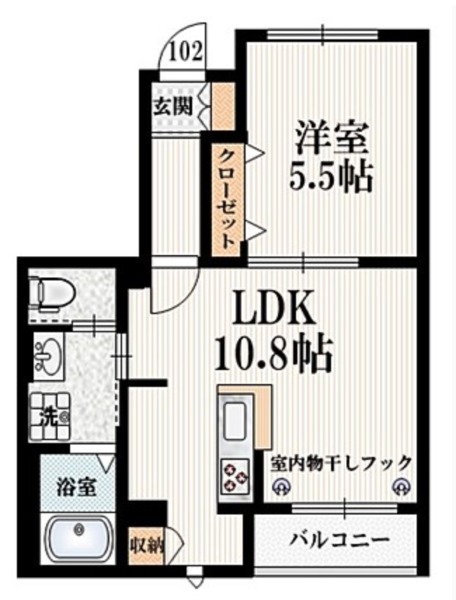 102
玄関
洋室
5.5帖
クローゼット
LDK
10.8帖
洗
浴室
室内物干しフック
収納
バルコニー